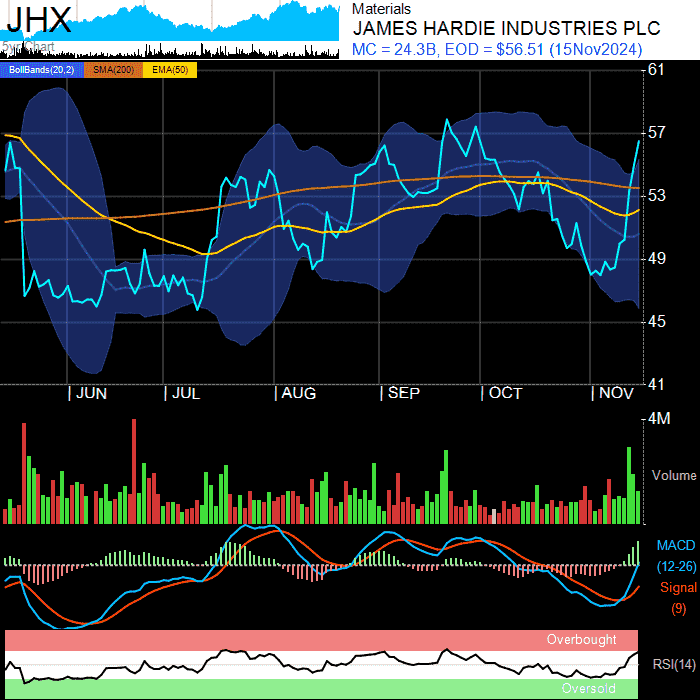 JHX
5yr Chart
Materials
JAMES HARDIE INDUSTRIES PLC
MC = 24.3B, EOD = $56.51 (15Nov2024)
BollBands(20,2) SMA(200) EMA(50)
61
57
53
49
45
41
JUN JUL AUG SEP OCT NOV
4M
Volume
MACD
(12-26)
Signal
(9)
Overbought
RSI(14)
Oversold